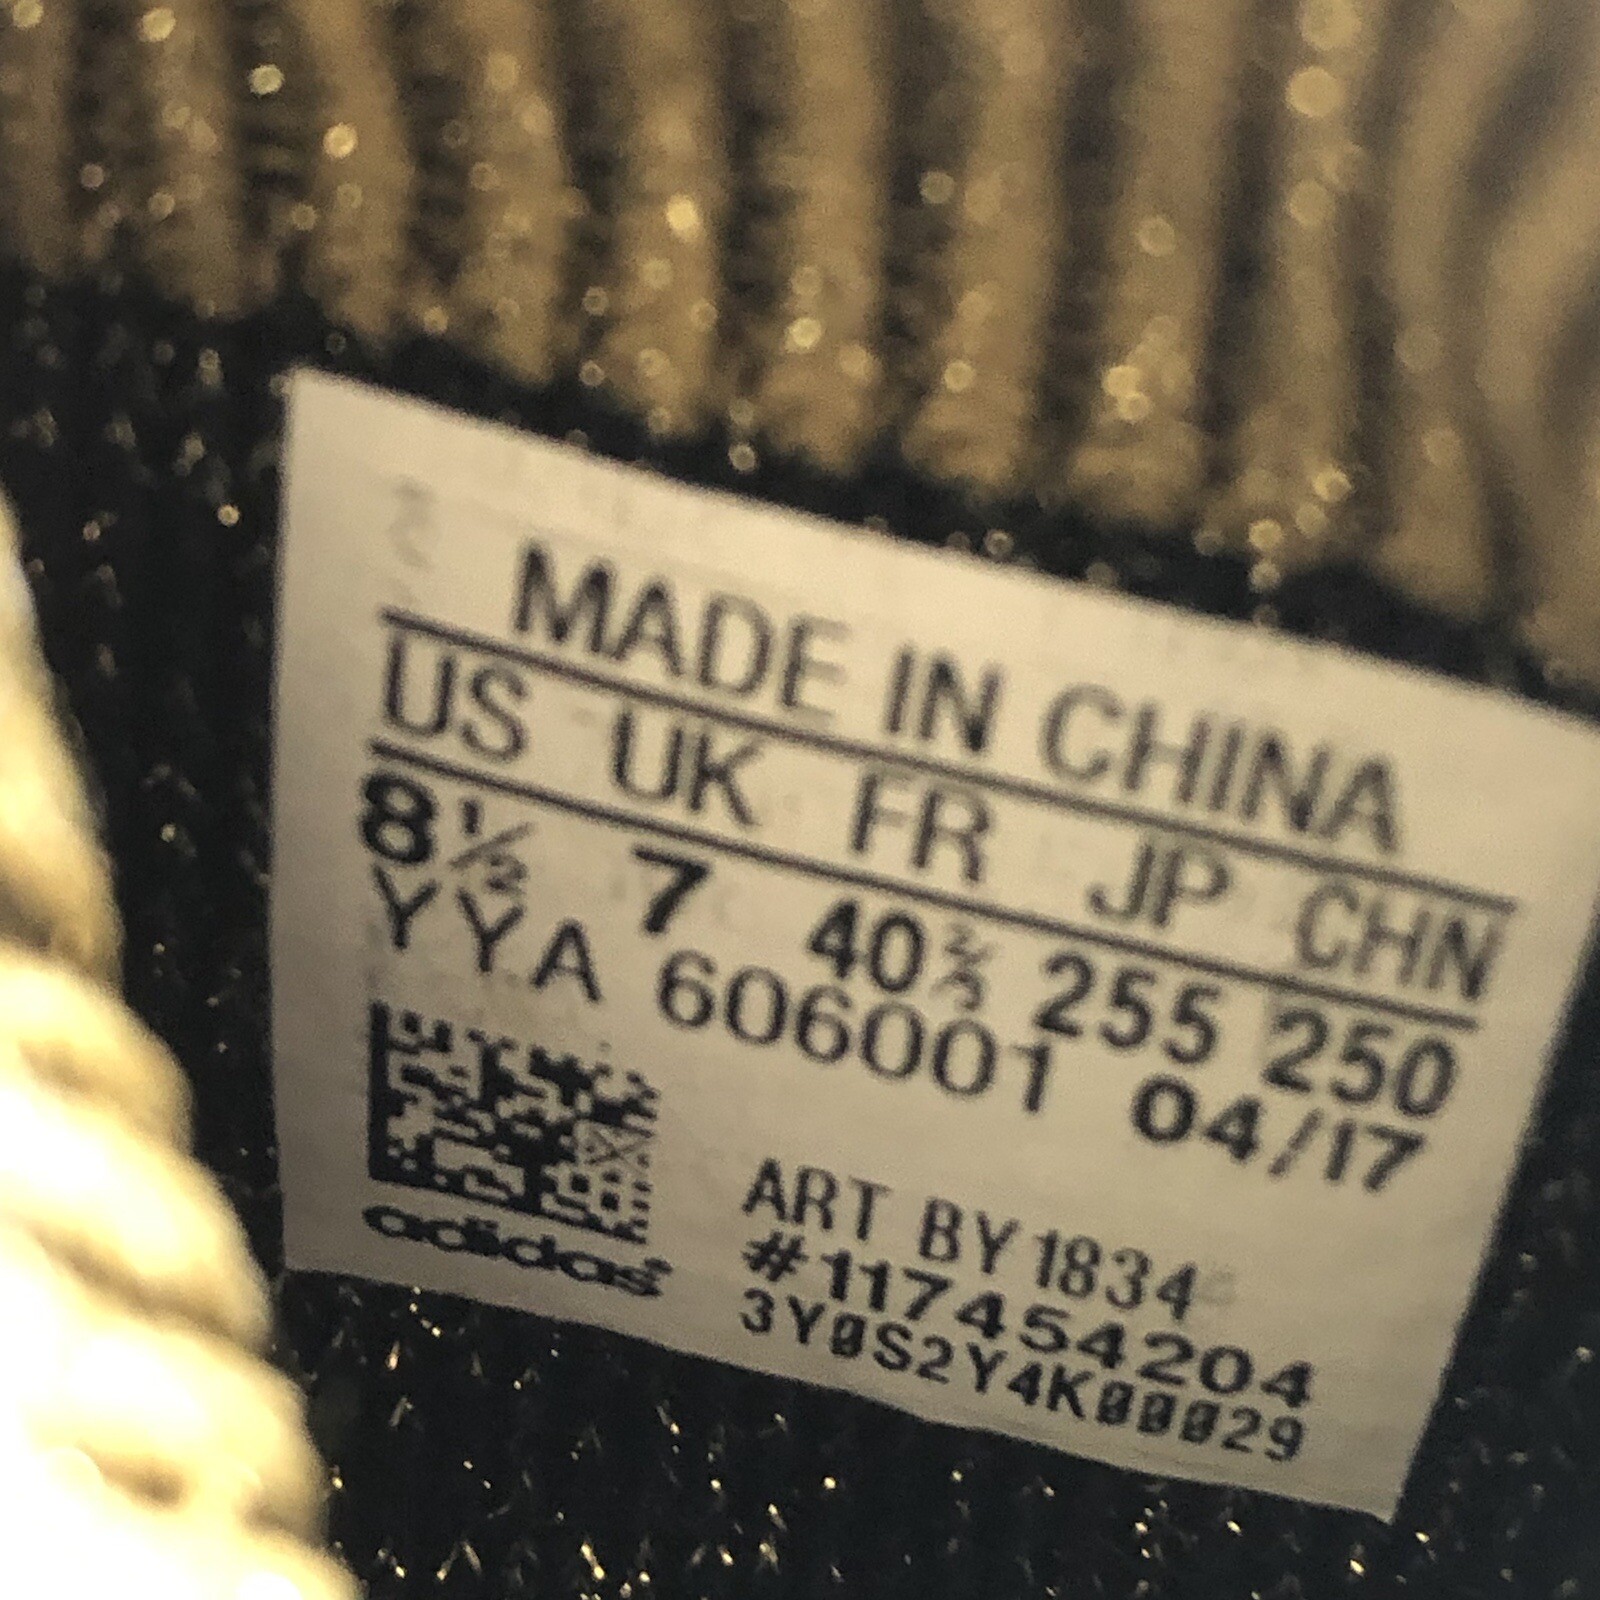 MADE IN CHINA
US UK FR JP CHN
8½ 7 40⅔ 255 250
YYA 606001 04/17
ART BY1834
#117454204
3Y0S2Y4K00029
adidas